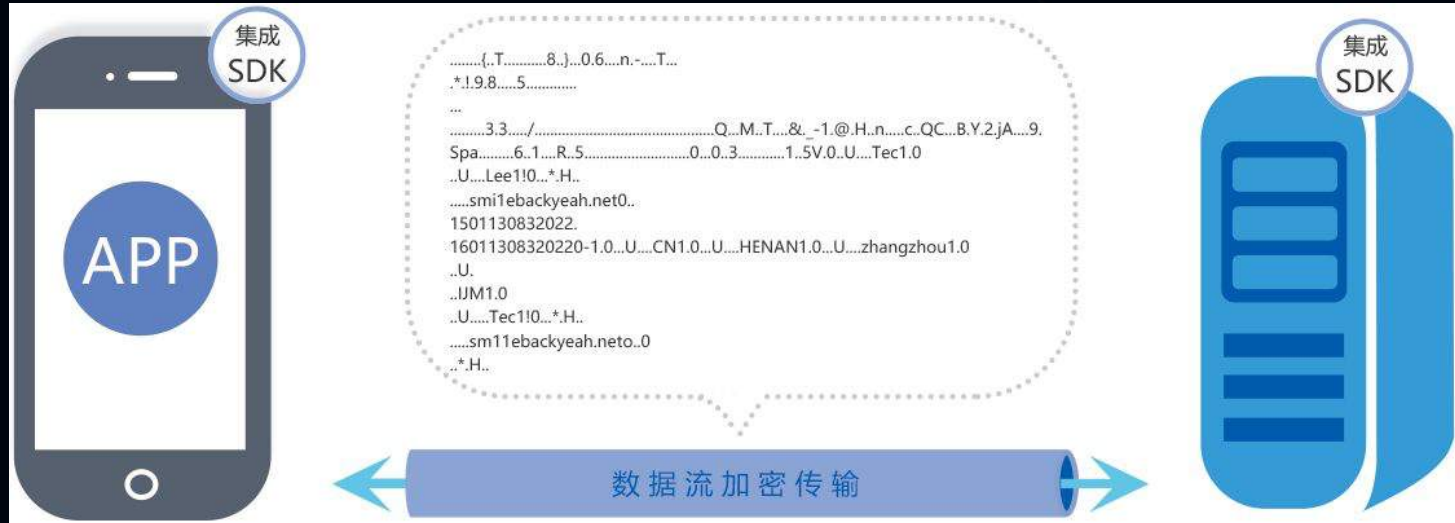 集成
SDK
APP
........{..T...........8..}...0.6....n.-....T...
.*.!.9.8.....5.............
...
.........3.3...../..............................................Q...M..T....&._-1.@.H..n.....c..QC...B.Y.2.jA....9.
Spa.........6..1....R..5...........................0...0..3............1..5V.0..U....Tec1.0
..U....Lee1!0...*.H..
.....smi1ebackyeah.net0..
1501130832022.
16011308320220-1.0...U....CN1.0...U....HENAN1.0...U....zhangzhou1.0
..U.
..IJM1.0
..U.....Tec1!0...*.H..
.....sm11ebackyeah.neto..0
..*.H..
数据流加密传输
集成
SDK